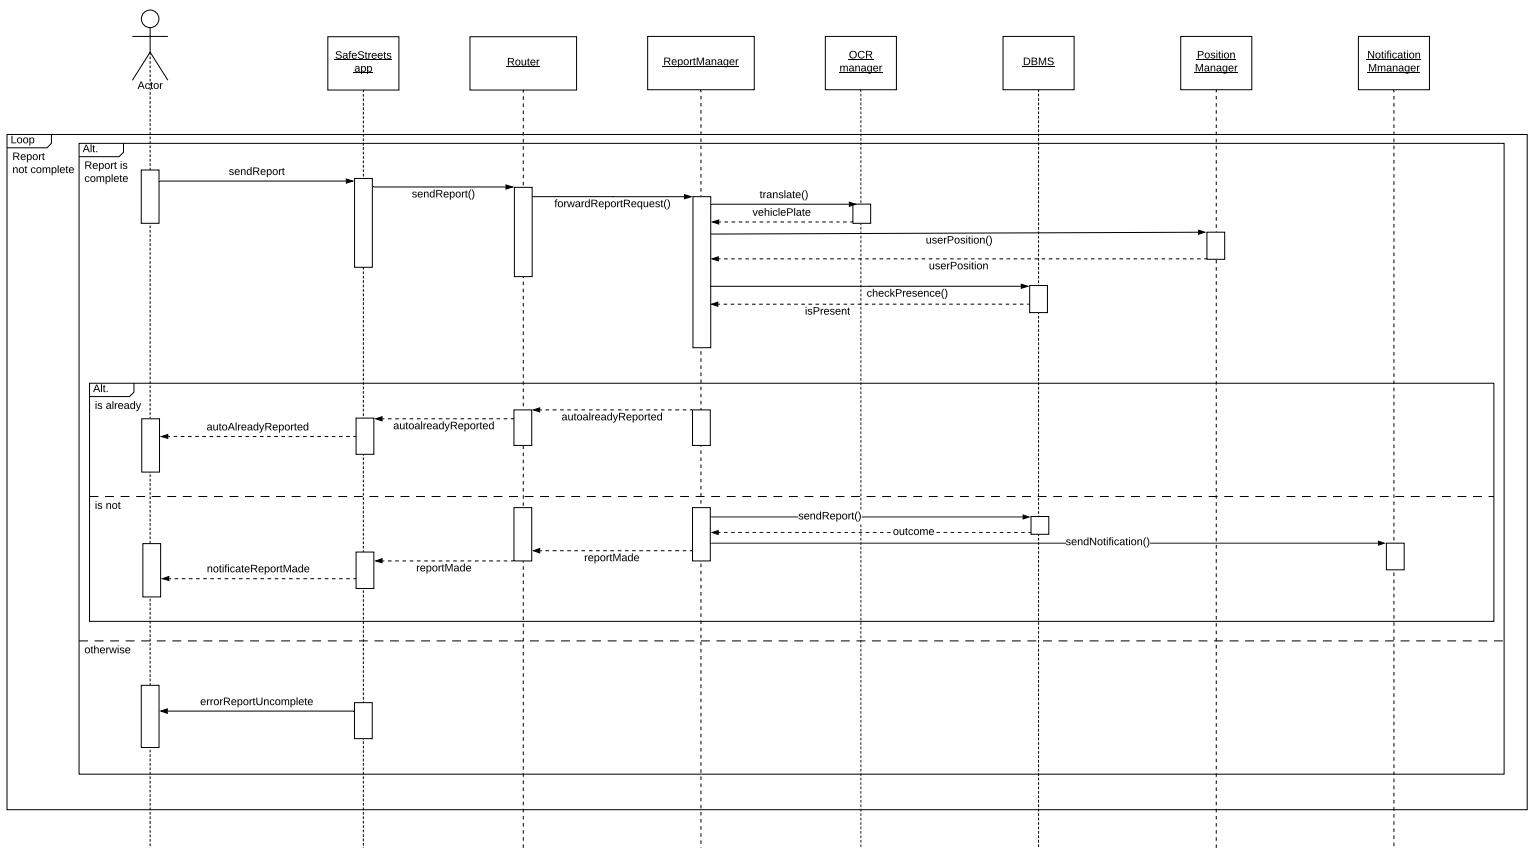 Actor
SafeStreets
app
Router
ReportManager
OCR
manager
DBMS
Position
Manager
Notification
Mmanager
Loop
Report
not complete
Alt.
Report is
complete
sendReport
sendReport()
forwardReportRequest()
translate()
vehiclePlate
userPosition()
userPosition
checkPresence()
isPresent
Alt.
is already
autoAlreadyReported
autoalreadyReported
autoalreadyReported
is not
sendReport()
outcome
sendNotification()
reportMade
reportMade
notificateReportMade
otherwise
errorReportUncomplete